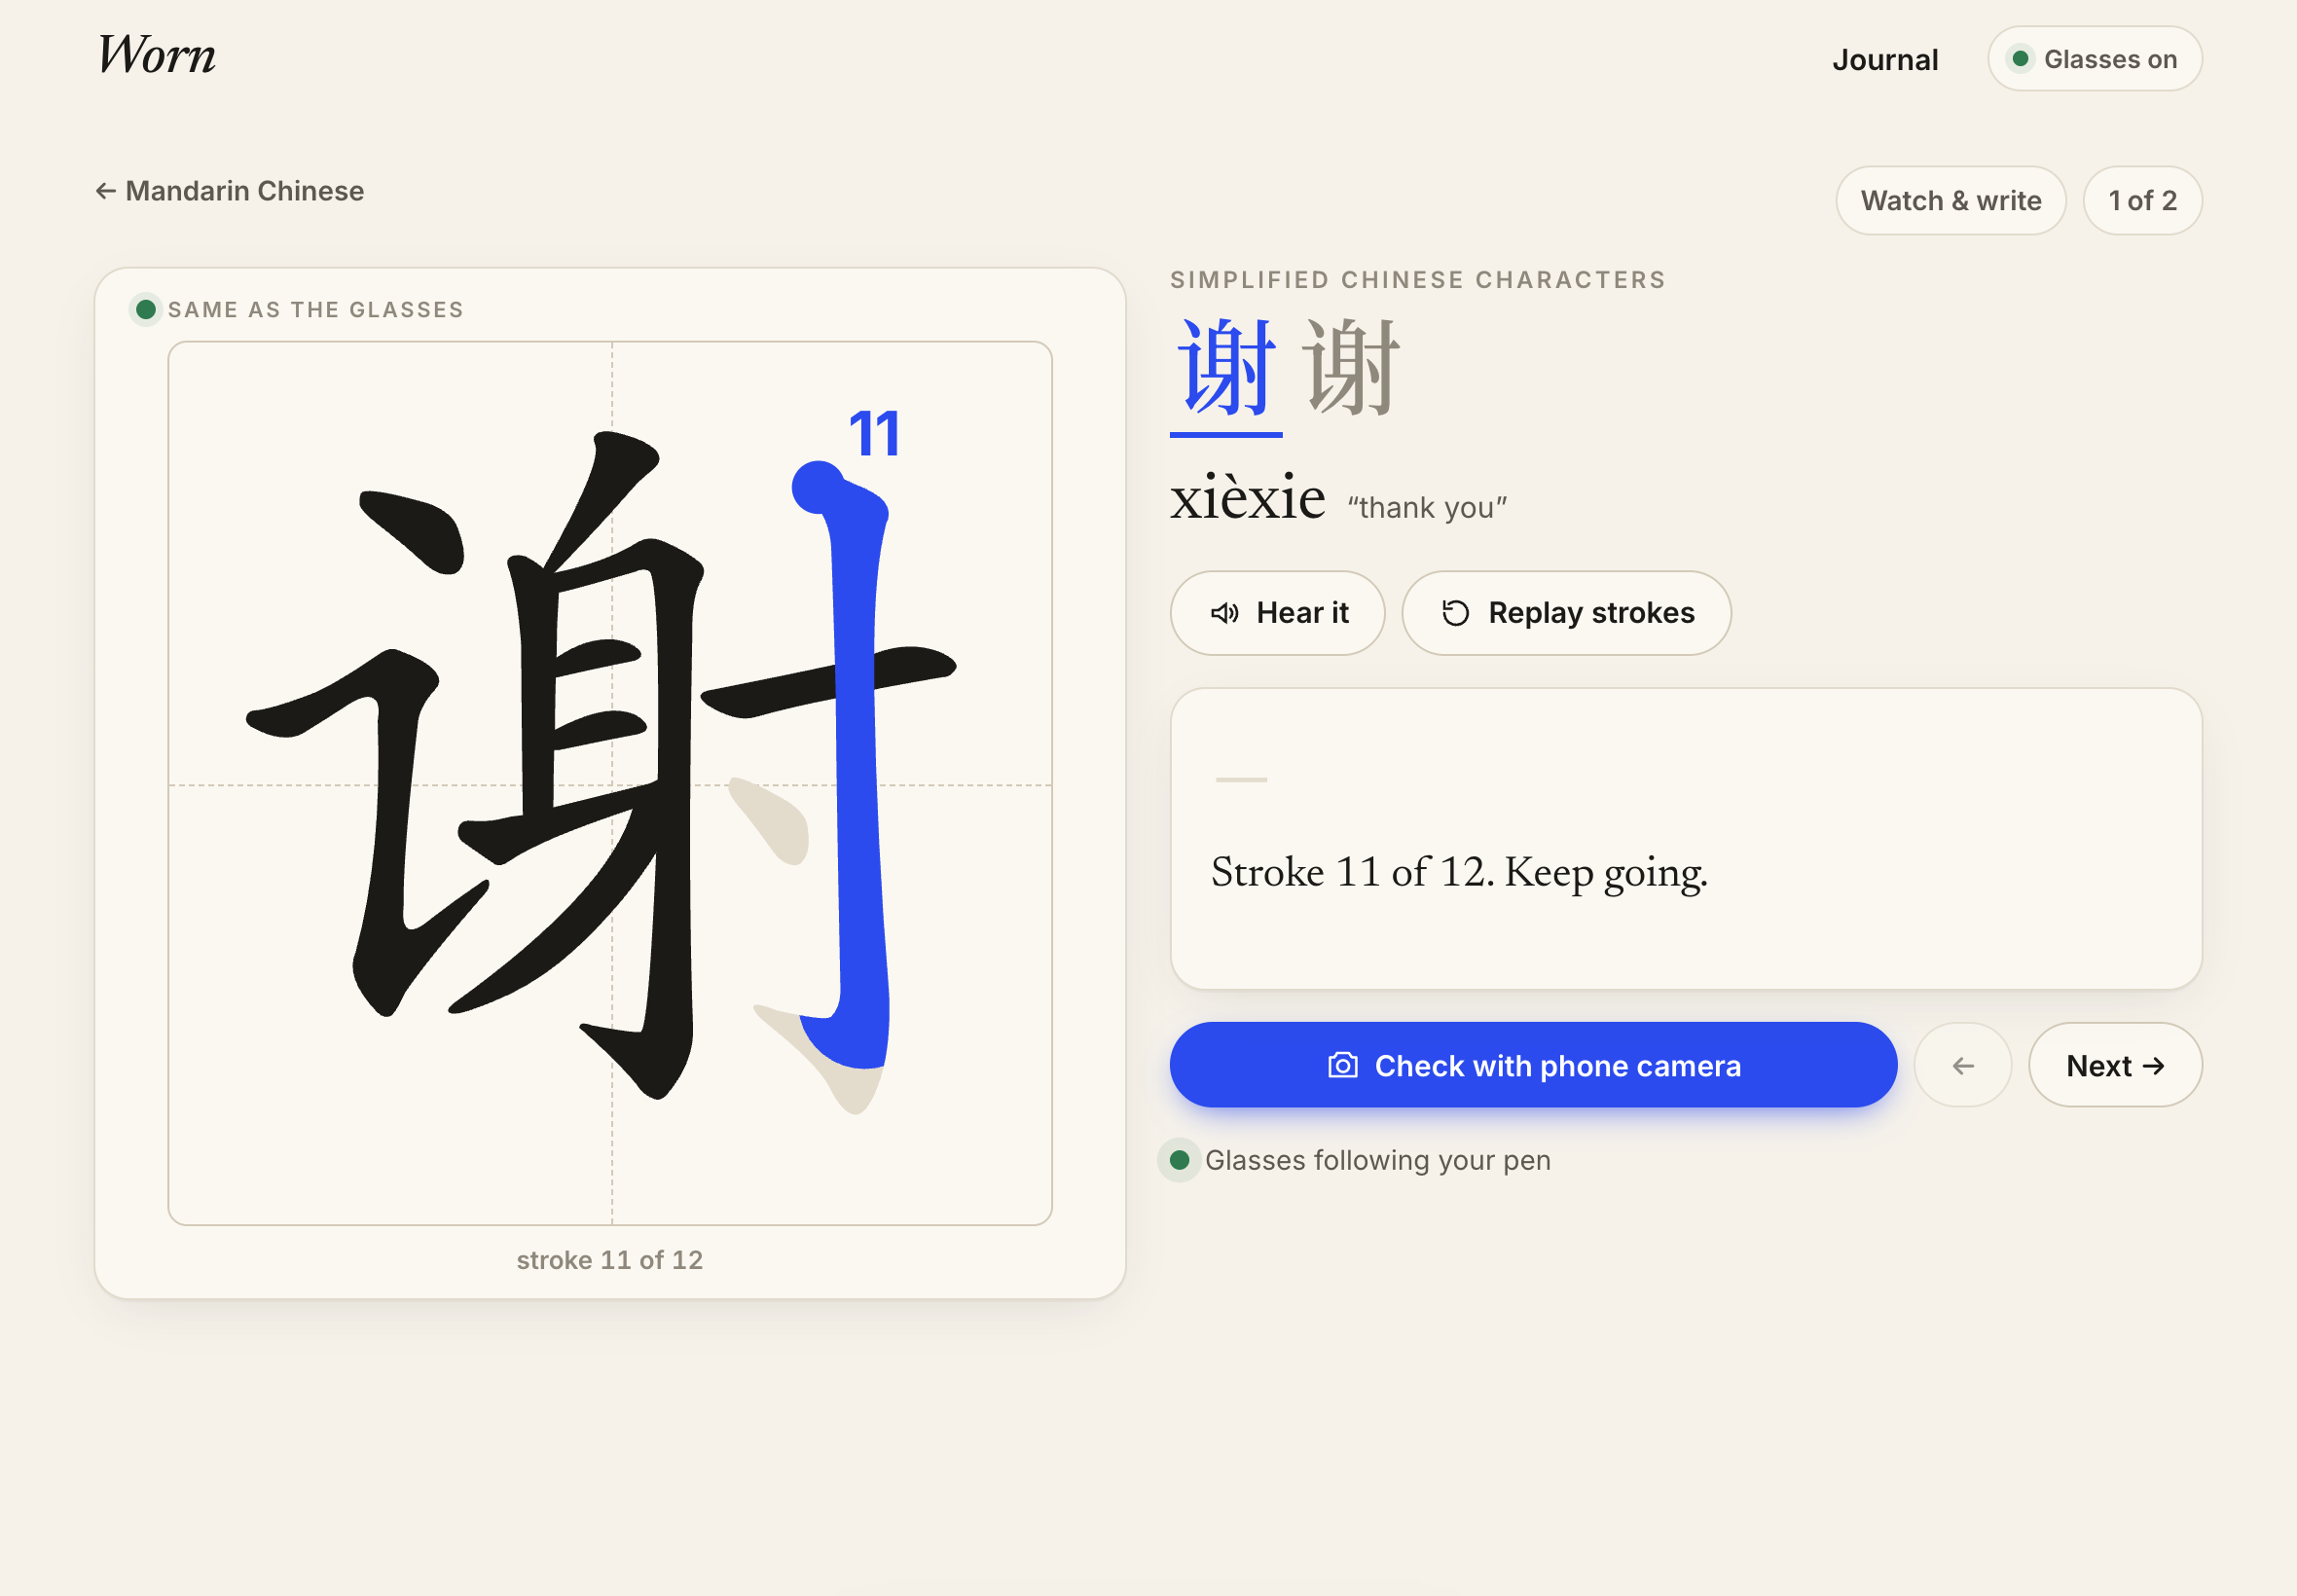 Worn
Journal
Glasses on
← Mandarin Chinese
Watch & write
1 of 2
SAME AS THE GLASSES
11
谢
stroke 11 of 12
SIMPLIFIED CHINESE CHARACTERS
谢谢
xièxie “thank you”
Hear it
Replay strokes
Stroke 11 of 12. Keep going.
Check with phone camera
←
Next →
Glasses following your pen